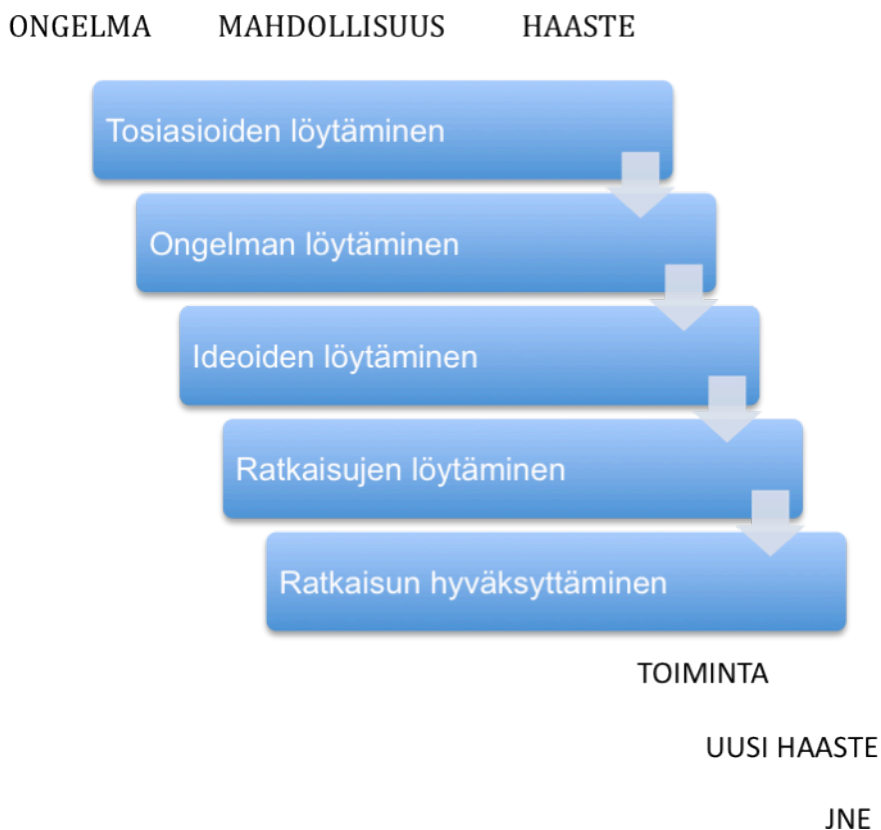 ONGELMA MAHDOLLISUUS HAASTE
Tosiasioiden löytäminen
Ongelman löytäminen
Ideoiden löytäminen
Ratkaisujen löytäminen
Ratkaisun hyväksyttäminen
TOIMINTA
UUSI HAASTE
JNE